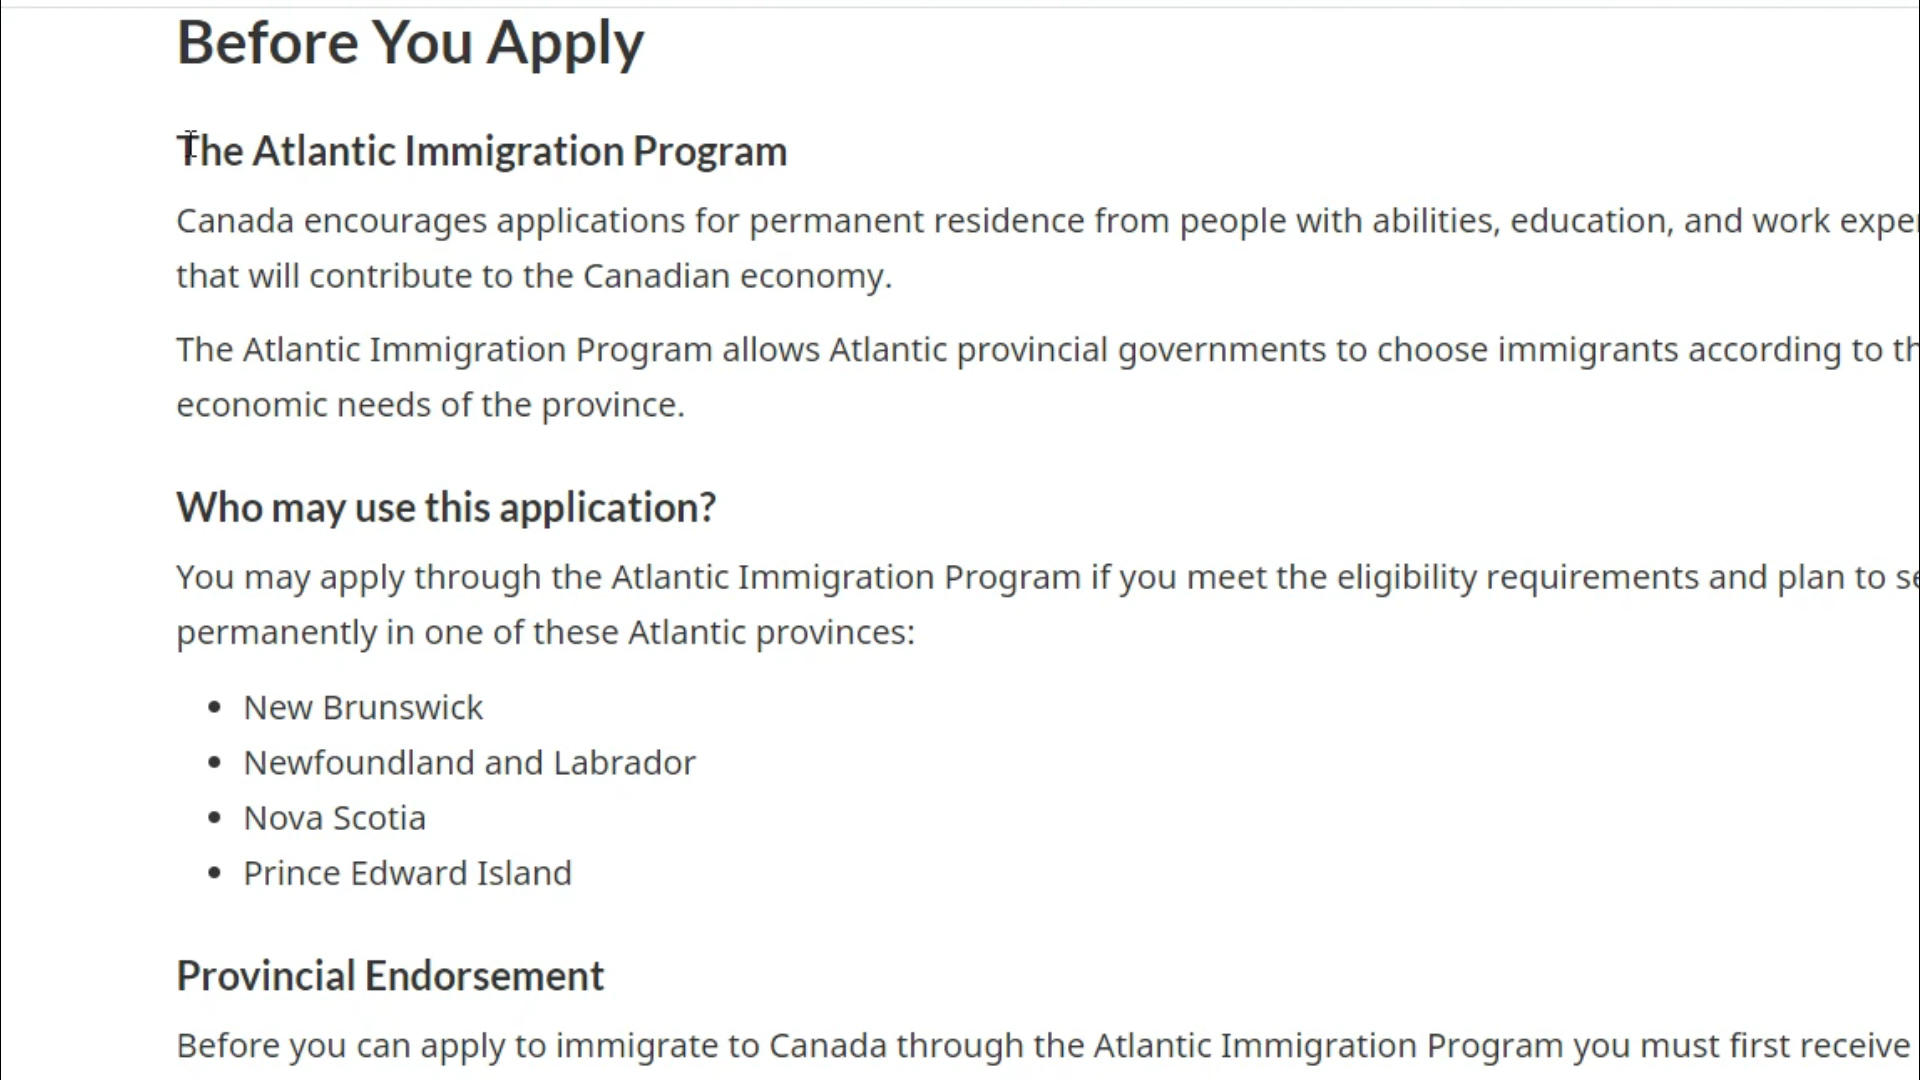 Before You Apply
The Atlantic Immigration Program
Canada encourages applications for permanent residence from people with abilities, education, and work exper
that will contribute to the Canadian economy.
The Atlantic Immigration Program allows Atlantic provincial governments to choose immigrants according to th
economic needs of the province.
Who may use this application?
You may apply through the Atlantic Immigration Program if you meet the eligibility requirements and plan to se
permanently in one of these Atlantic provinces:
• New Brunswick
• Newfoundland and Labrador
• Nova Scotia
• Prince Edward Island
Provincial Endorsement
Before you can apply to immigrate to Canada through the Atlantic Immigration Program you must first receive